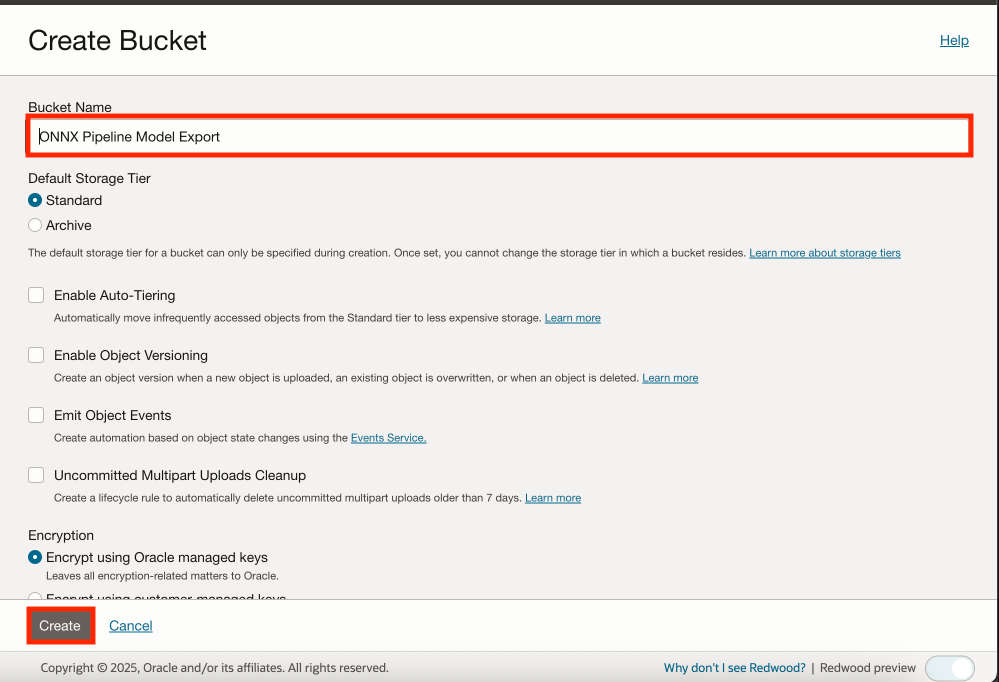 Create Bucket
Help
Bucket Name
ONNX Pipeline Model Export
Default Storage Tier
Standard
Archive
The default storage tier for a bucket can only be specified during creation. Once set, you cannot change the storage tier in which a bucket resides. Learn more about storage tiers
Enable Auto-Tiering
Automatically move infrequently accessed objects from the Standard tier to less expensive storage. Learn more
Enable Object Versioning
Create an object version when a new object is uploaded, an existing object is overwritten, or when an object is deleted. Learn more
Emit Object Events
Create automation based on object state changes using the Events Service.
Uncommitted Multipart Uploads Cleanup
Create a lifecycle rule to automatically delete uncommitted multipart uploads older than 7 days. Learn more
Encryption
Encrypt using Oracle managed keys
Leaves all encryption-related matters to Oracle.
Encrypt using customer managed keys
Create Cancel
Copyright © 2025, Oracle and/or its affiliates. All rights reserved. Why don't I see Redwood? | Redwood preview